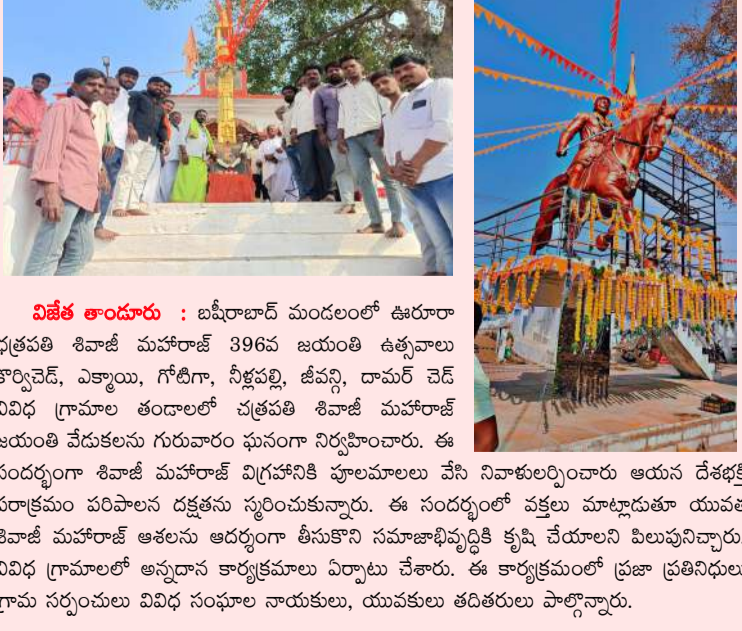 విజేత తాండూరు : బషీరాబాద్ మండలంలో ఊరూరా
ఛత్రపతి శివాజీ మహారాజ్ 396వ జయంతి ఉత్సవాలు
కొర్విచెడ్, ఎక్మాయి, గోటిగా, నీళ్లపల్లి, జీవన్గి, దామర్ చెడ్
వివిధ గ్రామాల తండాలలో చత్రపతి శివాజీ మహారాజ్
జయంతి వేడుకలను గురువారం ఘనంగా నిర్వహించారు. ఈ
సందర్భంగా శివాజీ మహారాజ్ విగ్రహానికి పూలమాలలు వేసి నివాళులర్పించారు ఆయన దేశభక్తి
పరాక్రమం పరిపాలన దక్షతను స్మరించుకున్నారు. ఈ సందర్భంలో వక్తలు మాట్లాడుతూ యువత
శివాజీ మహారాజ్ ఆశలను ఆదర్శంగా తీసుకొని సమాజాభివృద్ధికి కృషి చేయాలని పిలుపునిచ్చారు.
వివిధ గ్రామాలలో అన్నదాన కార్యక్రమాలు ఏర్పాటు చేశారు. ఈ కార్యక్రమంలో ప్రజా ప్రతినిధులు
గ్రామ సర్పంచులు వివిధ సంఘాల నాయకులు, యువకులు తదితరులు పాల్గొన్నారు.